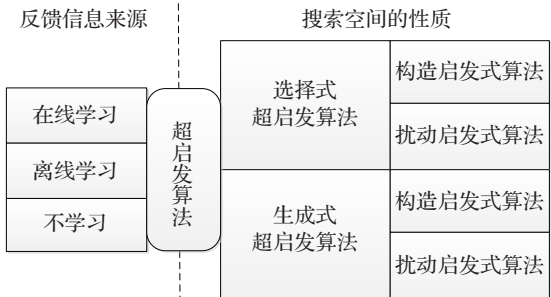 反馈信息来源
搜索空间的性质
在线学习
离线学习
不学习
超启发算法
选择式
超启发算法
构造启发式算法
扰动启发式算法
生成式
超启发算法
构造启发式算法
扰动启发式算法